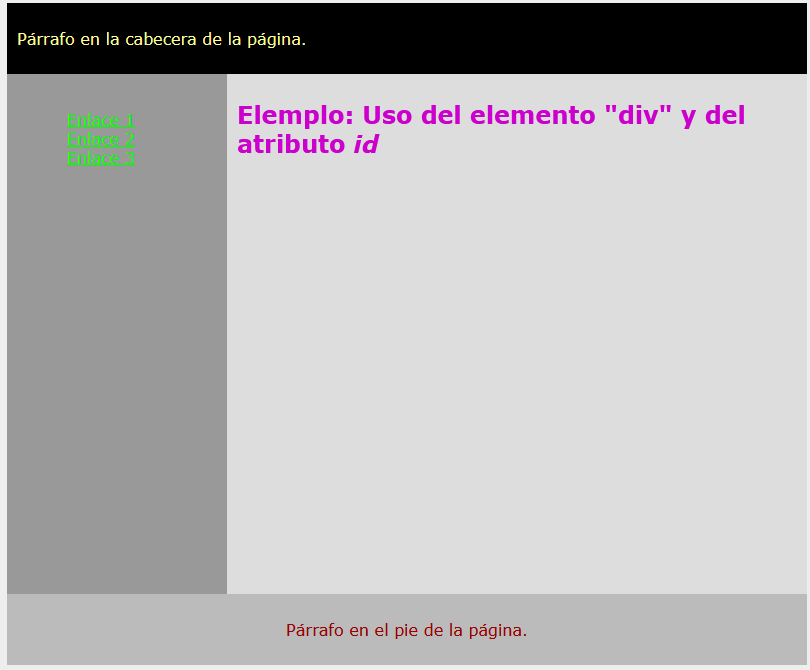 Párrafo en la cabecera de la página.
Enlace 1
Enlace 2
Enlace 3
Elemplo: Uso del elemento "div" y del
atributo id
Párrafo en el pie de la página.